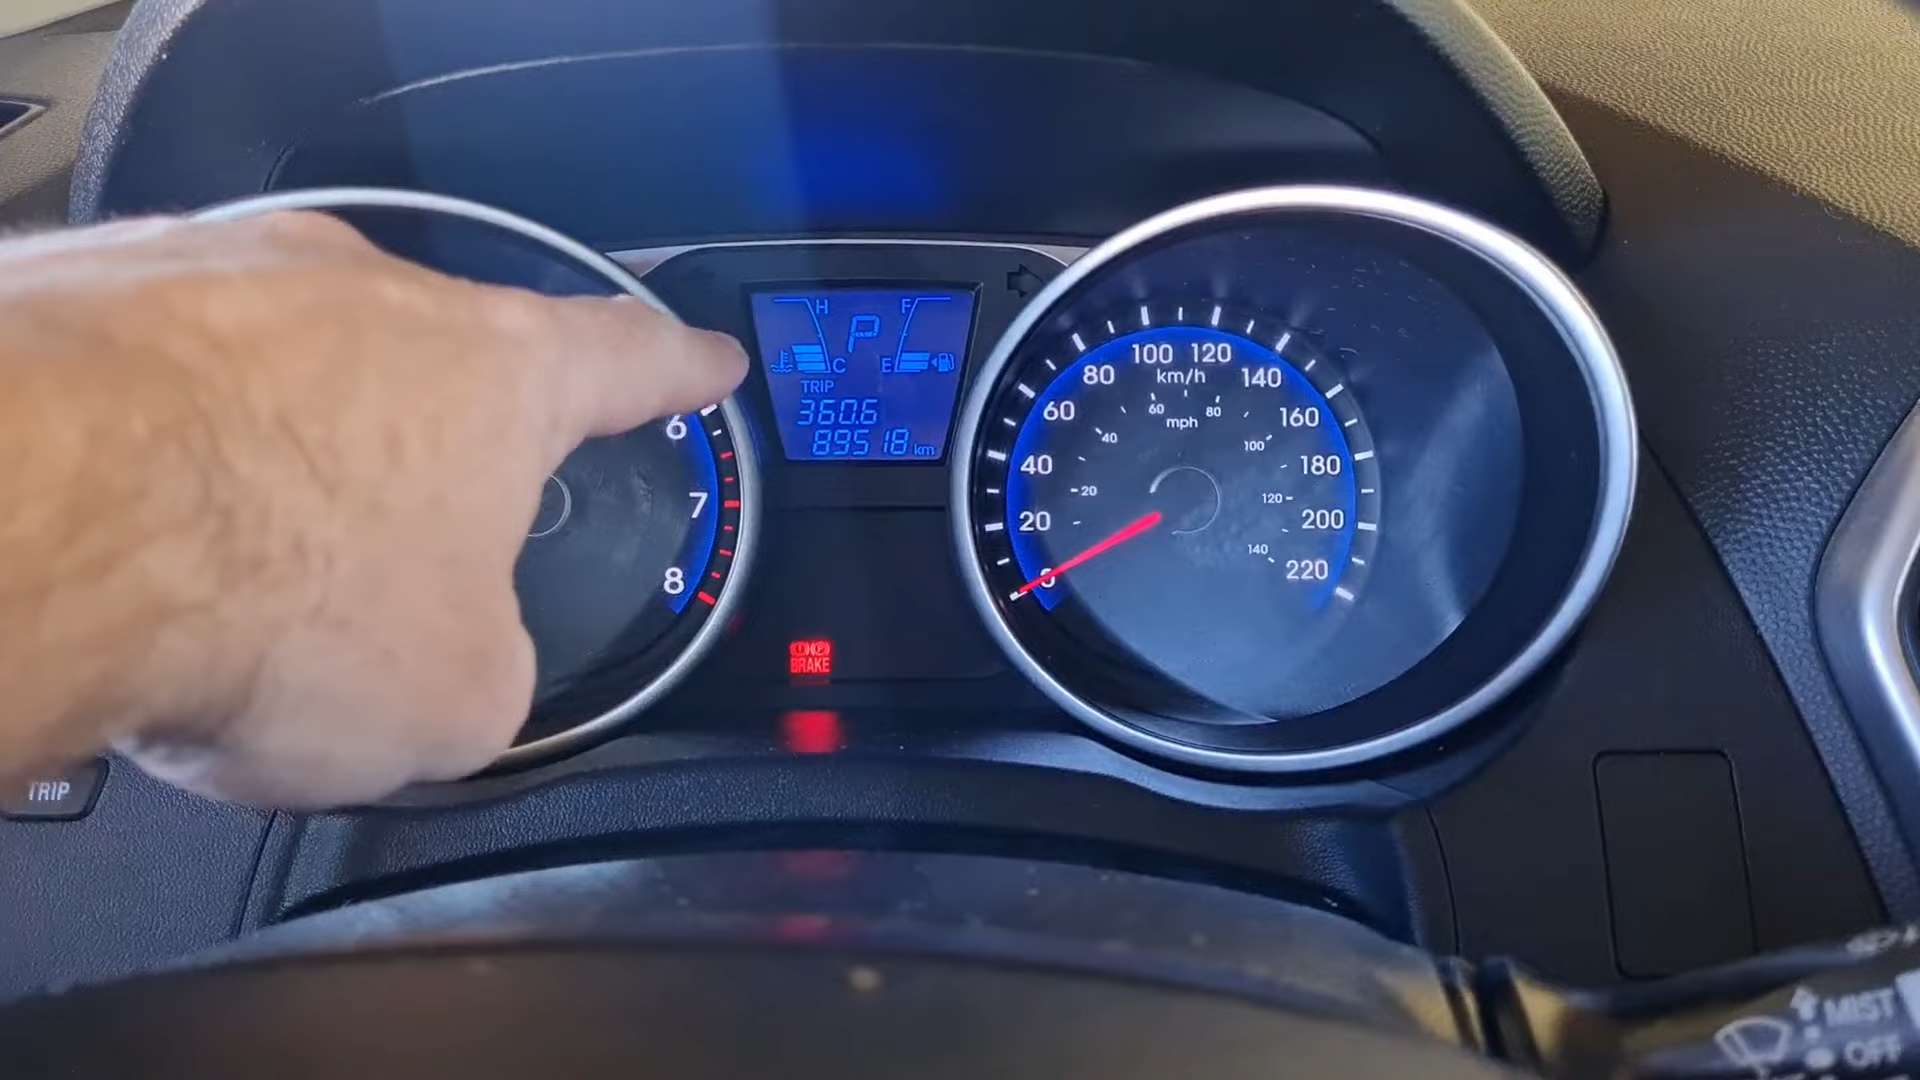 H F
P
C E
TRIP
360.6
89518 km
6
7
8
BRAKE
100 120
80 km/h 140
60 60 80 160
mph
40 100
40 180
20 120
20 200
140
0 220
TRIP
MIST
OFF